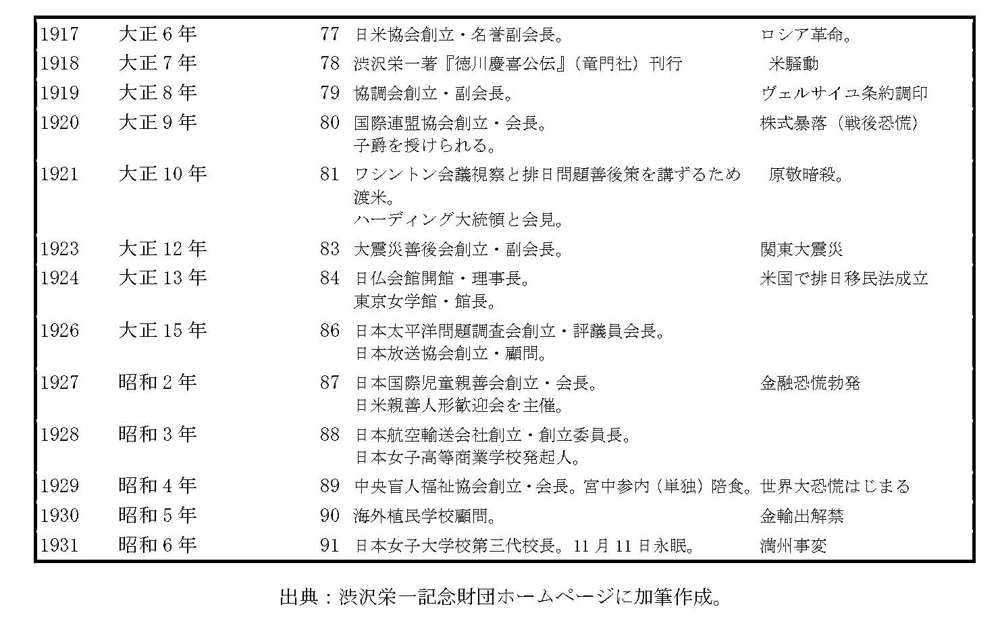 1917 大正6年 77 日米協会創立・名誉副会長。 ロシア革命。
1918 大正7年 78 渋沢栄一著『徳川慶喜公伝』（竜門社）刊行 米騒動
1919 大正8年 79 協調会創立・副会長。 ヴェルサイユ条約調印
1920 大正9年 80 国際連盟協会創立・会長。 株式暴落（戦後恐慌）
子爵を授けられる。
1921 大正10年 81 ワシントン会議視察と排日問題善後策を講ずるため 原敬暗殺。
渡米。
ハーディング大統領と会見。
1923 大正12年 83 大震災善後会創立・副会長。 関東大震災
1924 大正13年 84 日仏会館開館・理事長。 米国で排日移民法成立
東京女学館・館長。
1926 大正15年 86 日本太平洋問題調査会創立・評議員会長。
日本放送協会創立・顧問。
1927 昭和2年 87 日本国際児童親善会創立・会長。 金融恐慌勃発
日米親善人形歓迎会を主催。
1928 昭和3年 88 日本航空輸送会社創立・創立委員長。
日本女子高等商業学校発起人。
1929 昭和4年 89 中央盲人福祉協会創立・会長。宮中参内（単独）陪食。 世界大恐慌はじまる
1930 昭和5年 90 海外植民学校顧問。 金輸出解禁
1931 昭和6年 91 日本女子大学校第三代校長。11月11日永眠。 満州事変
出典：渋沢栄一記念財団ホームページに加筆作成。